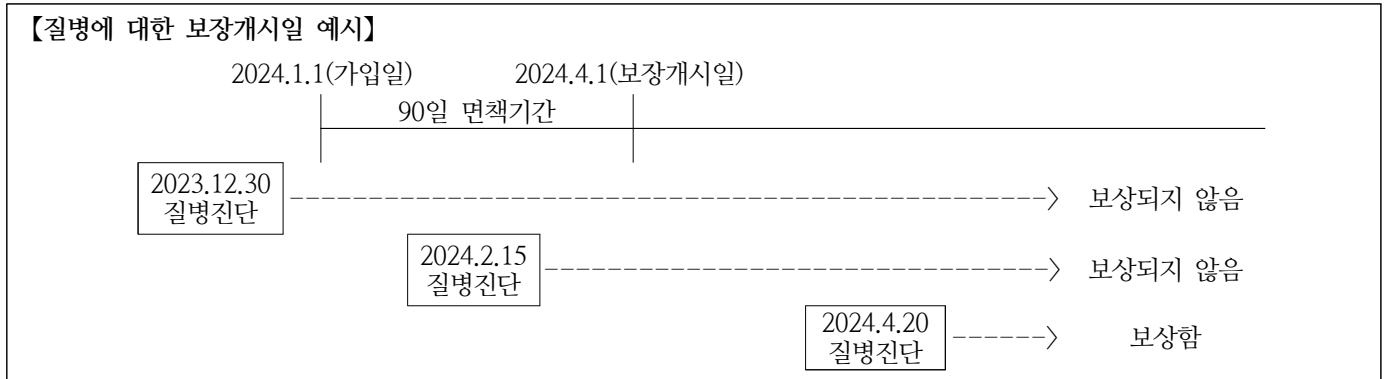 【질병에 대한 보장개시일 예시】
2024.1.1(가입일) 2024.4.1(보장개시일)
90일 면책기간
2023.12.30
질병진단
보상되지 않음
2024.2.15
질병진단
보상되지 않음
2024.4.20
질병진단
보상함